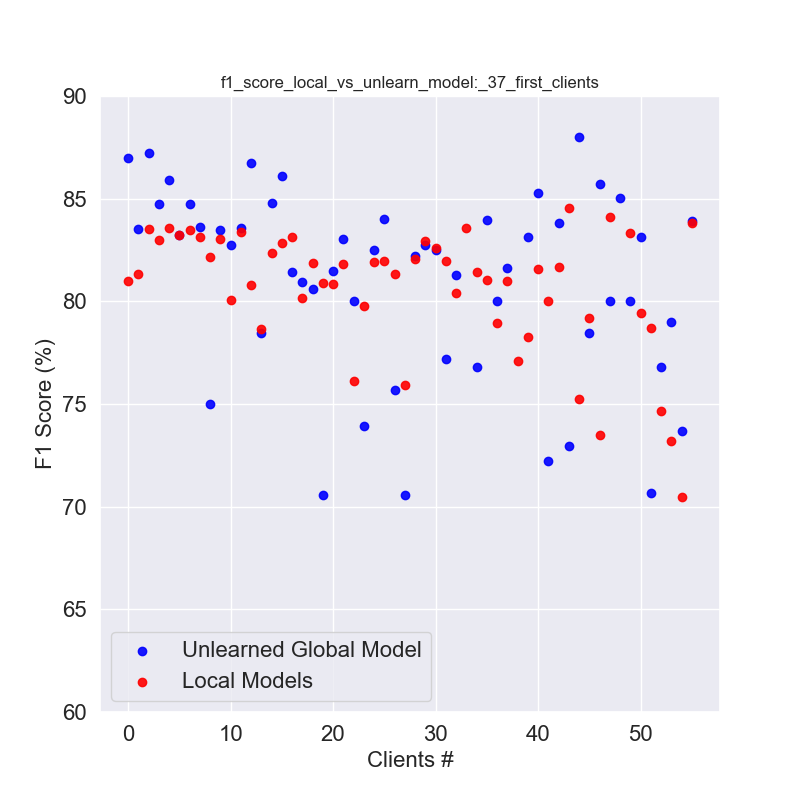 f1_score_local_vs_unlearn_model:_37_first_clients
90
85
80
75
70
65
60
F1 Score (%)
Unlearned Global Model
Local Models
0 10 20 30 40 50
Clients #